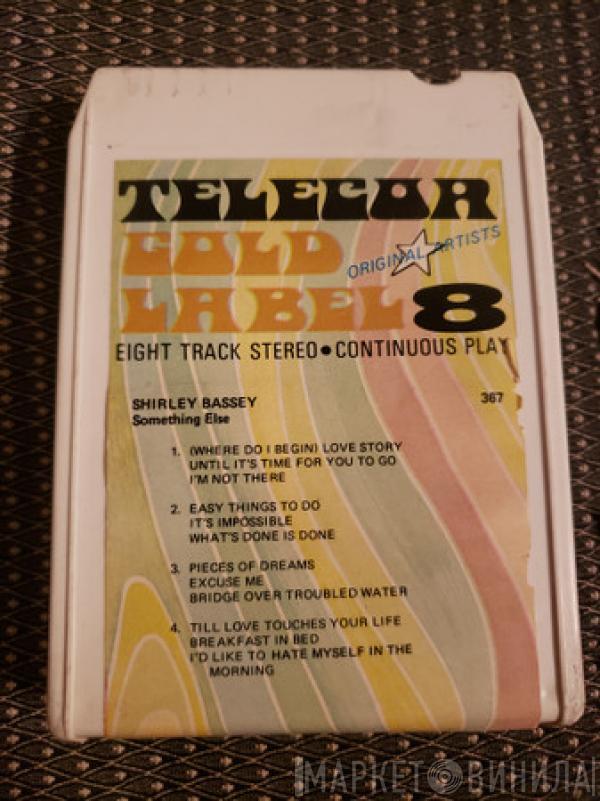 TELECOR
GOLD
ORIGINAL ARTISTS
LABEL 8
EIGHT TRACK STEREO • CONTINUOUS PLAY
SHIRLEY BASSEY 367
Something Else
1. (WHERE DO I BEGIN) LOVE STORY
UNTIL IT'S TIME FOR YOU TO GO
I'M NOT THERE
2. EASY THINGS TO DO
IT'S IMPOSSIBLE
WHAT'S DONE IS DONE
3. PIECES OF DREAMS
EXCUSE ME
BRIDGE OVER TROUBLED WATER
4. TILL LOVE TOUCHES YOUR LIFE
BREAKFAST IN BED
I'D LIKE TO HATE MYSELF IN THE
MORNING
МАРКЕТ ВИНИЛА